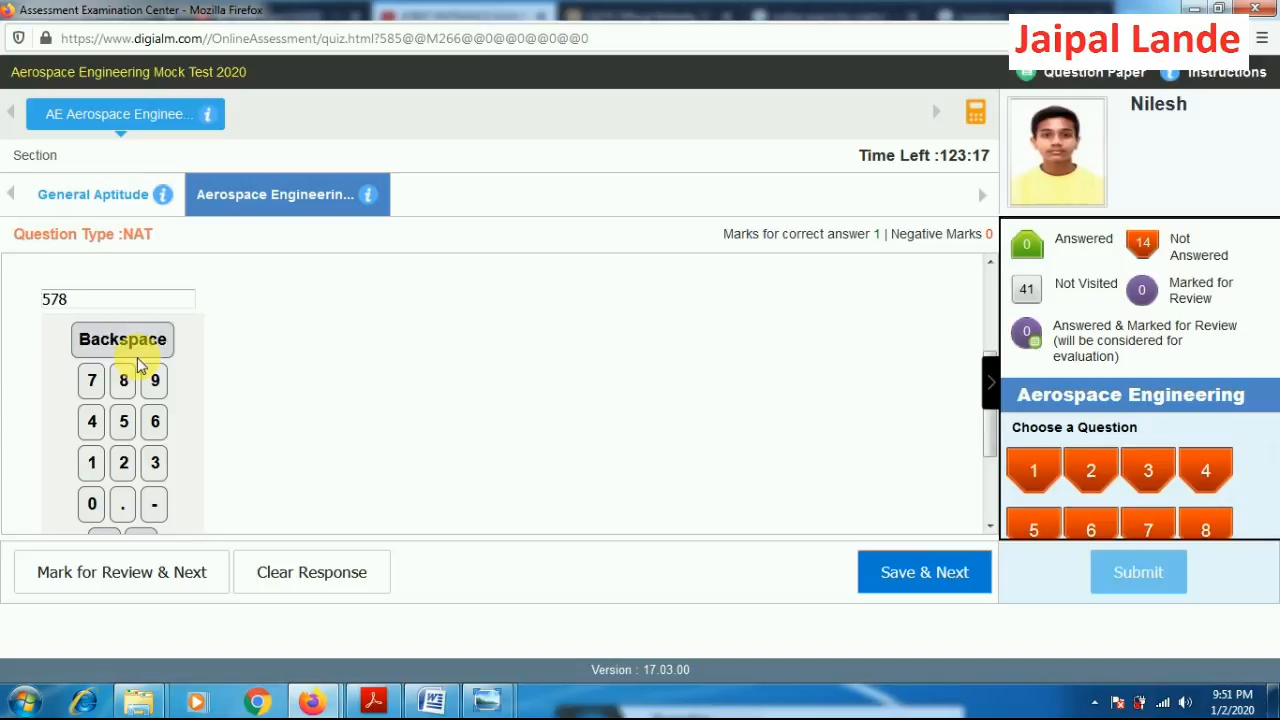 Assessment Examination Center - Mozilla Firefox
https://www.digialm.com//OnlineAssessment/quiz.html?585@@M266@@0@@0@@0@@0
Jaipal Lande
Aerospace Engineering Mock Test 2020
Question Paper
Instructions
AE Aerospace Enginee... i
Nilesh
Section
Time Left :123:17
General Aptitude i
Aerospace Engineerin... i
Question Type :NAT
Marks for correct answer 1 | Negative Marks 0
0 Answered
14 Not Answered
41 Not Visited
0 Marked for Review
0 Answered & Marked for Review
(will be considered for
evaluation)
578
Backspace
7 8 9
4 5 6
1 2 3
0 . -
Aerospace Engineering
Choose a Question
1 2 3 4
5 6 7 8
Mark for Review & Next
Clear Response
Save & Next
Submit
Version : 17.03.00
9:51 PM
1/2/2020